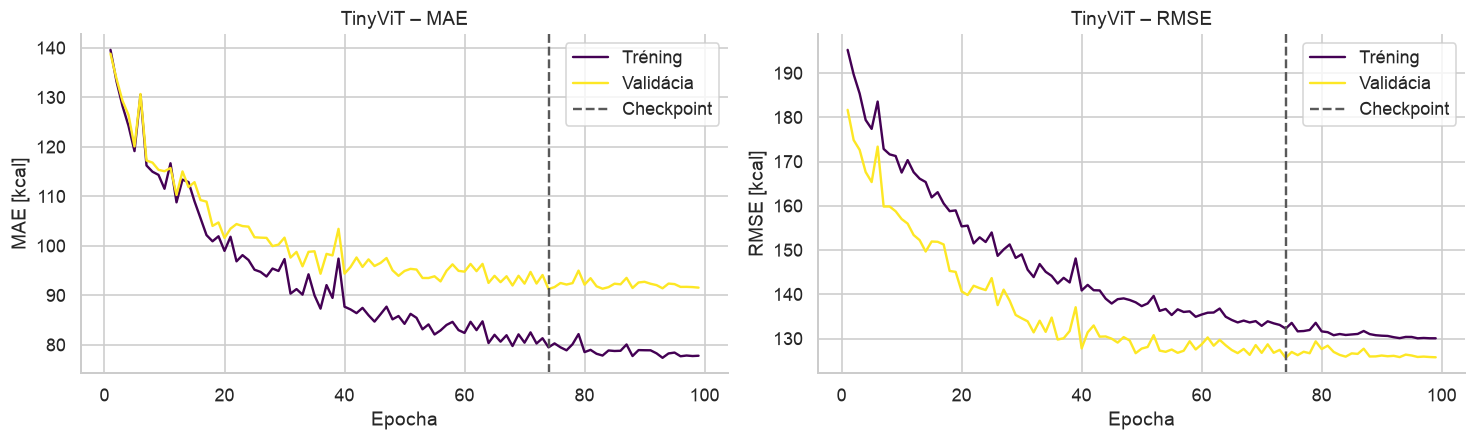 TinyViT – MAE
MAE [kcal]
140
130
120
110
100
90
80
0 20 40 60 80 100
Epocha
Tréning
Validácia
Checkpoint
TinyViT – RMSE
RMSE [kcal]
190
180
170
160
150
140
130
0 20 40 60 80 100
Epocha
Tréning
Validácia
Checkpoint